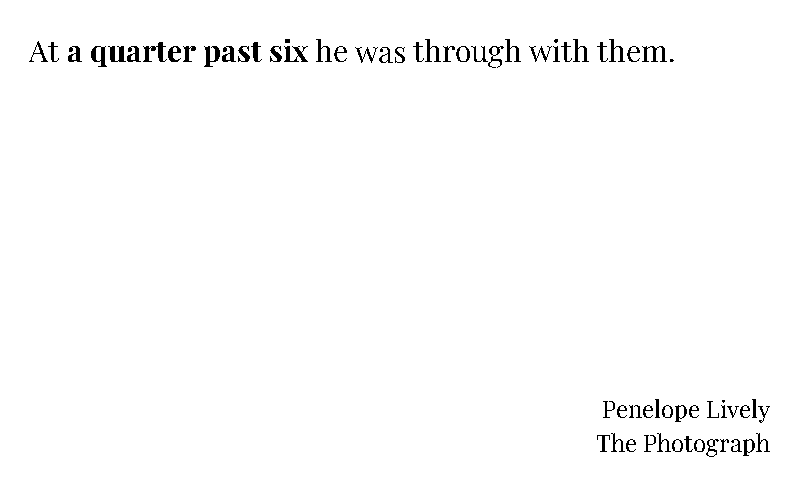 At a quarter past six he was through with them.
Penelope Lively
The Photograph